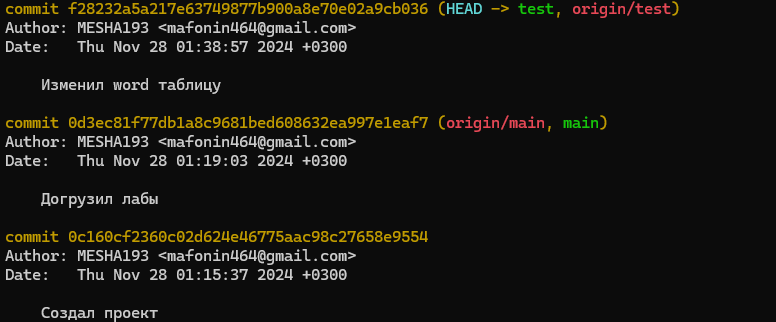 commit f28232a5a217e63749877b900a8e70e02a9cb036 (HEAD -> test, origin/test)
Author: MESHA193 <mafonin464@gmail.com>
Date:   Thu Nov 28 01:38:57 2024 +0300
Изменил word таблицу
commit 0d3ec81f77db1a8c9681bed608632ea997e1eaf7 (origin/main, main)
Author: MESHA193 <mafonin464@gmail.com>
Date:   Thu Nov 28 01:19:03 2024 +0300
Догрузил лабы
commit 0c160cf2360c02d624e46775aac98c27658e9554
Author: MESHA193 <mafonin464@gmail.com>
Date:   Thu Nov 28 01:15:37 2024 +0300
Создал проект